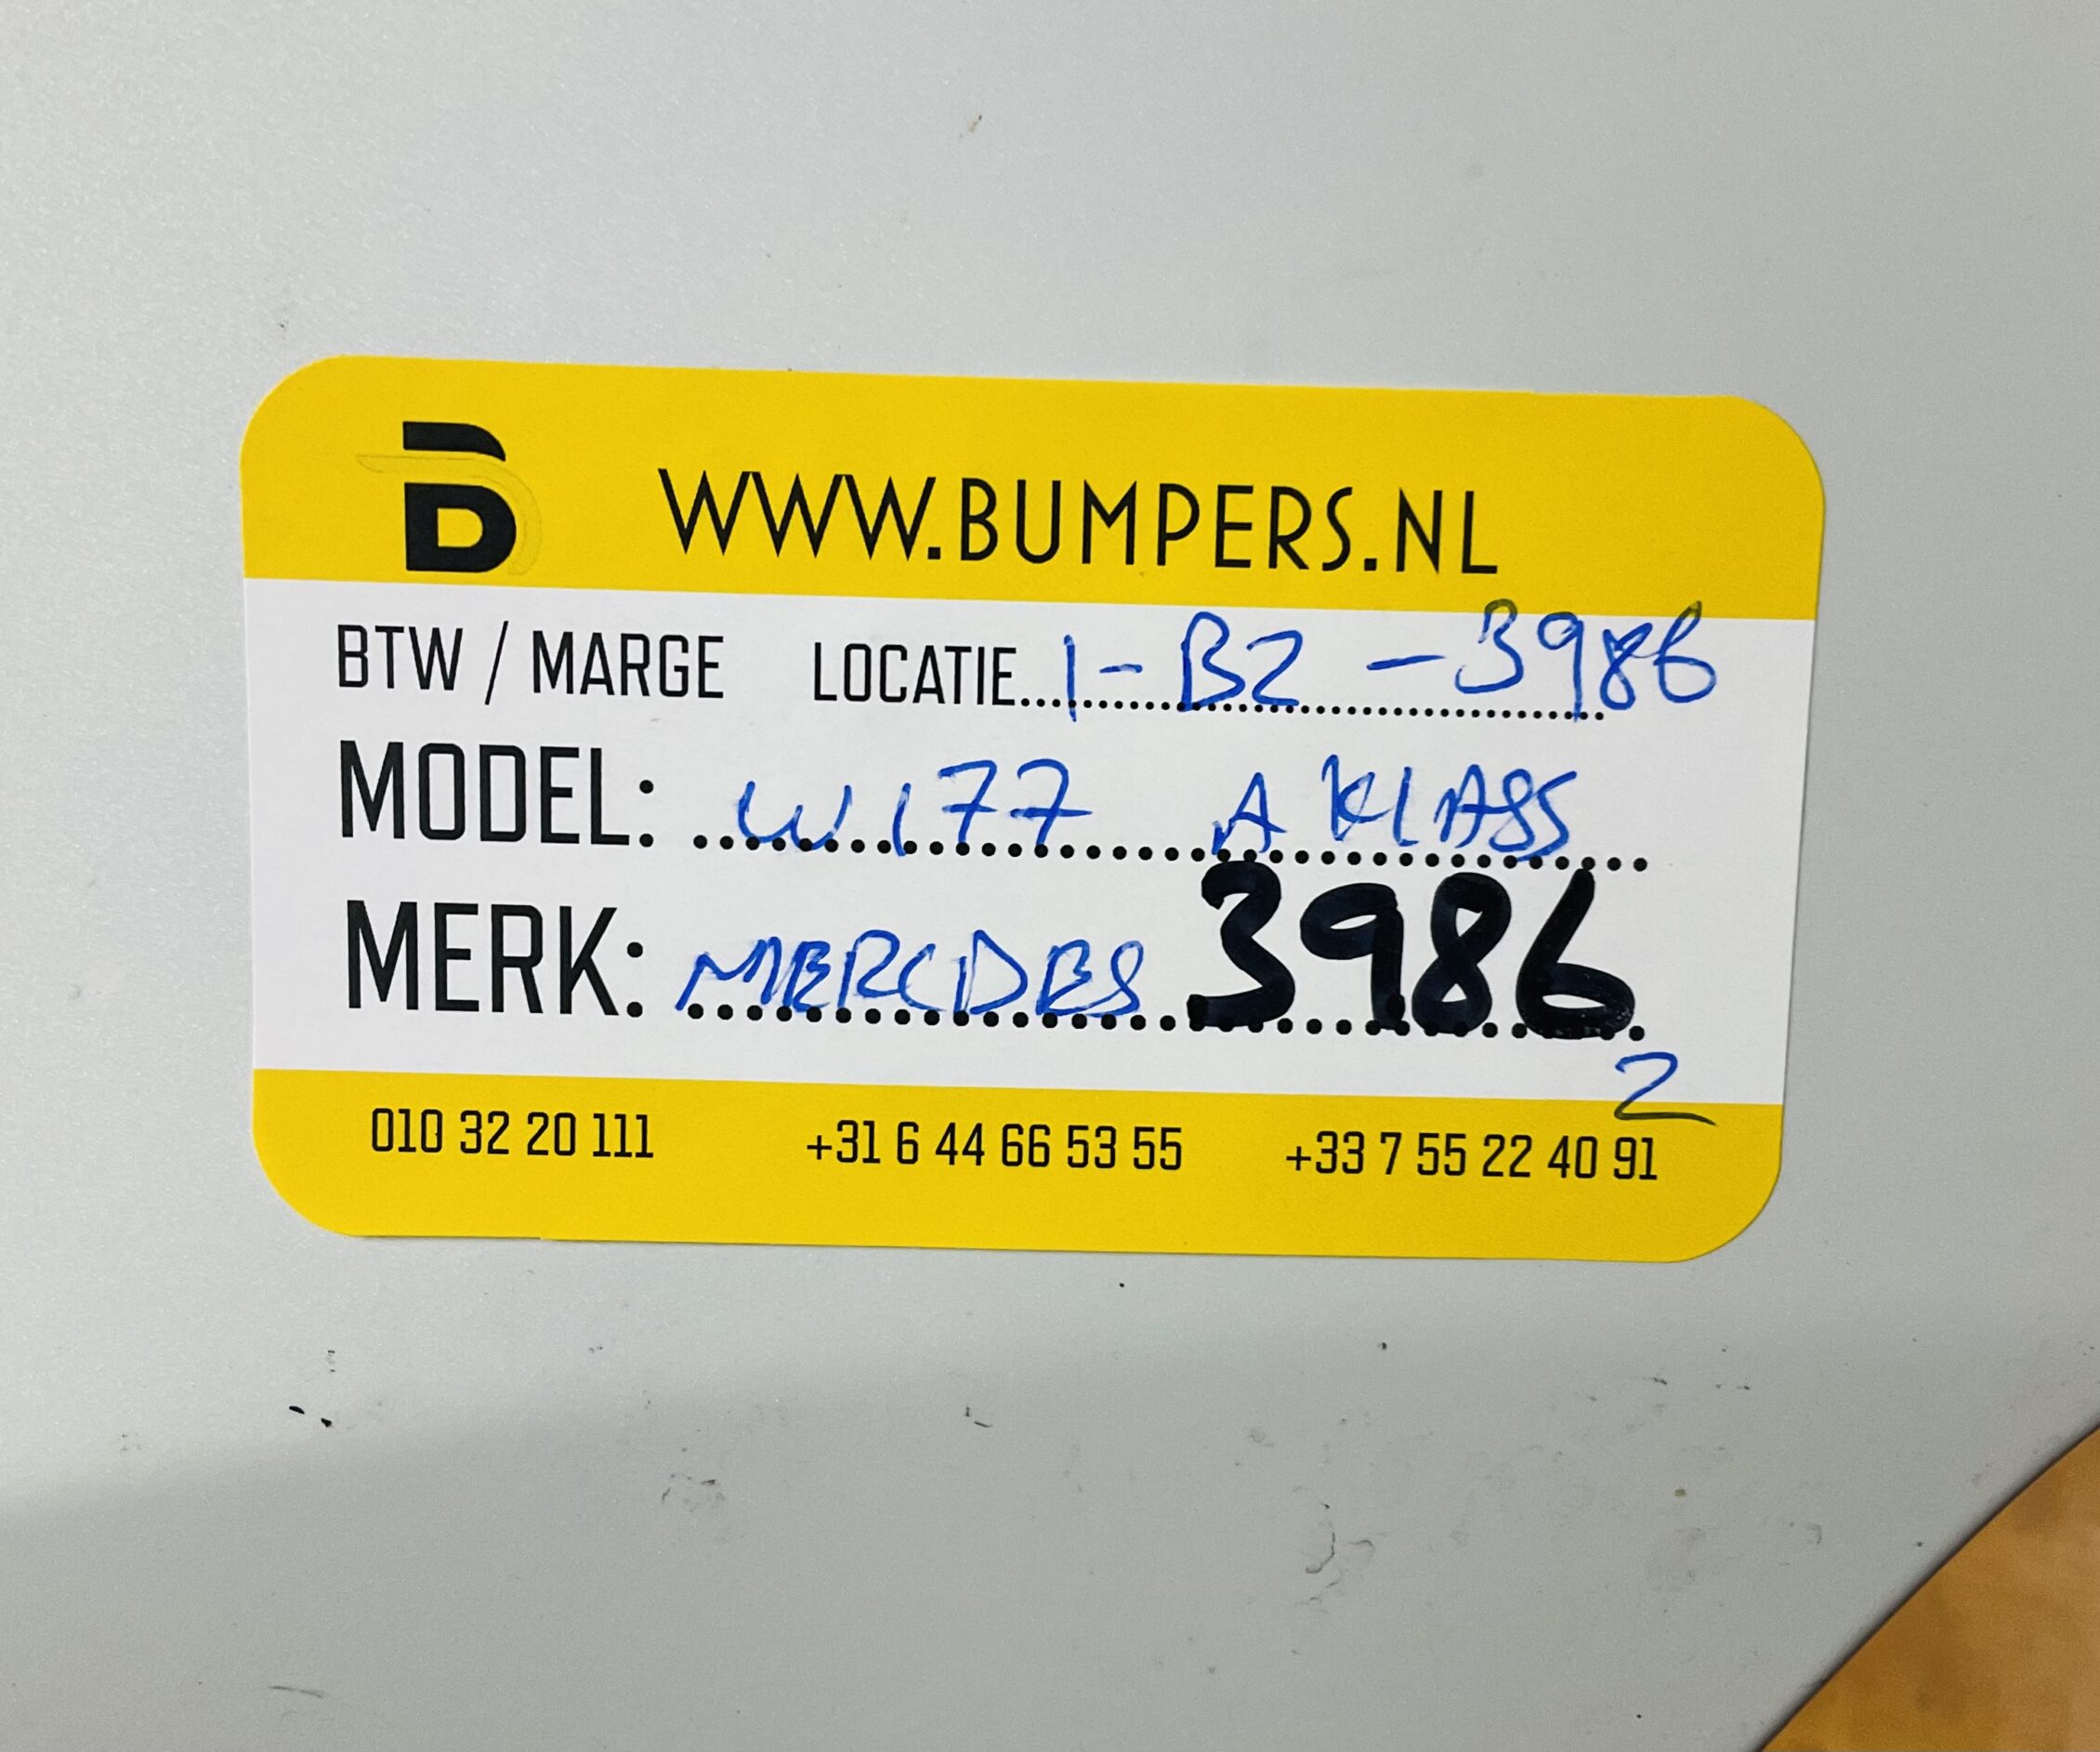 B WWW.BUMPERS.NL
BTW / MARGE LOCATIE...1-B2-3986
MODEL: W177 A KLASS
MERK: MERCDES 3986
2
010 32 20 111 +31 6 44 66 53 55 +33 7 55 22 40 91